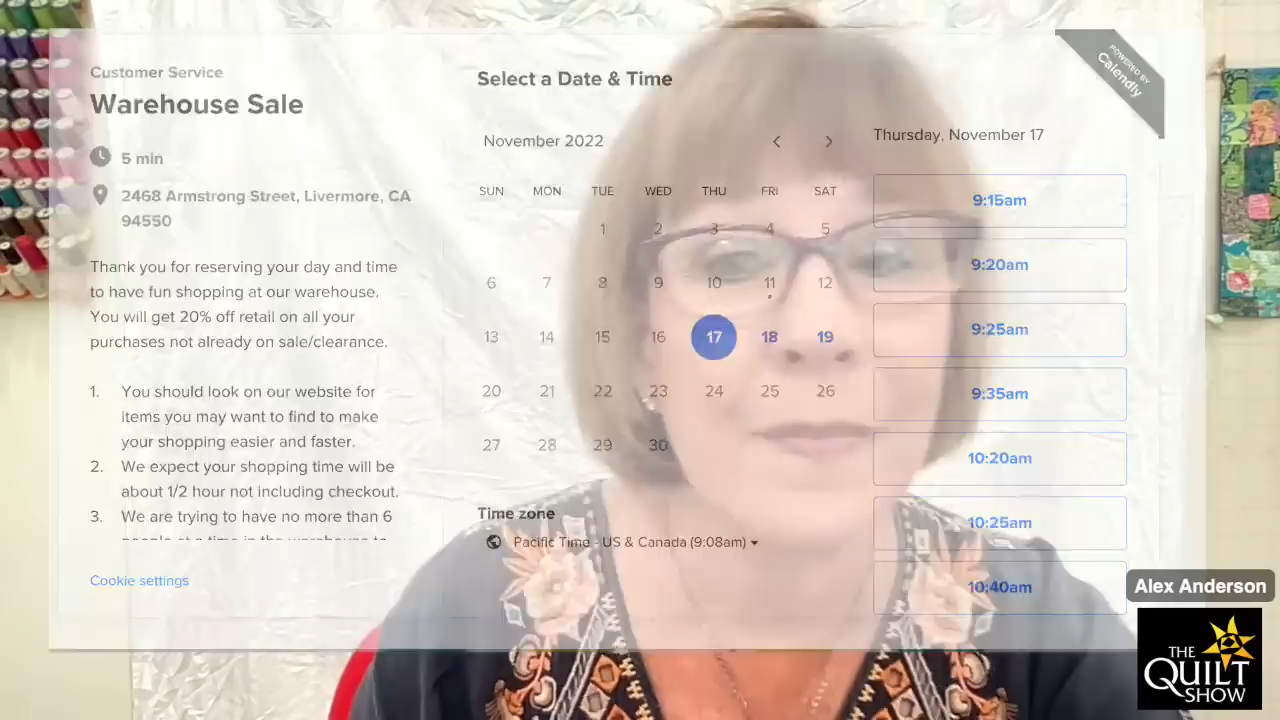 Customer Service
Warehouse Sale
5 min
2468 Armstrong Street, Livermore, CA
94550
Thank you for reserving your day and time
to have fun shopping at our warehouse.
You will get 20% off retail on all your
purchases not already on sale/clearance.
1. You should look on our website for
items you may want to find to make
your shopping easier and faster.
2. We expect your shopping time will be
about 1/2 hour not including checkout.
3. We are trying to have no more than 6
people at a time in the warehouse to
Cookie settings
Select a Date & Time
November 2022
SUN MON TUE WED THU FRI SAT
1 2 3 4 5
6 7 8 9 10 11 12
13 14 15 16 17 18 19
20 21 22 23 24 25 26
27 28 29 30
Time zone
Pacific Time - US & Canada (9:08am)
POWERED BY
Calendly
Thursday, November 17
9:15am
9:20am
9:25am
9:35am
10:20am
10:25am
10:40am
Alex Anderson
THE
QUILT
SHOW